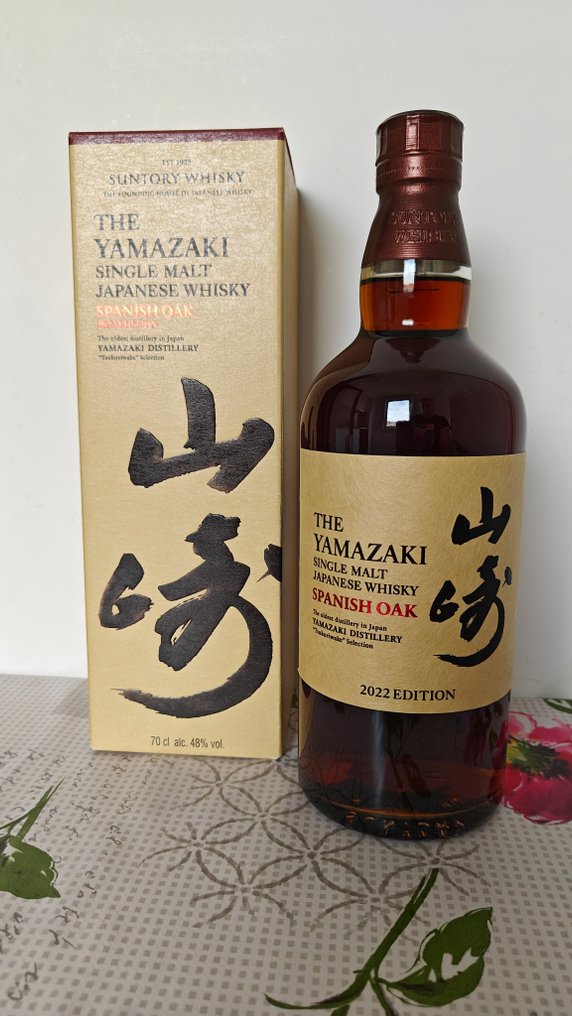 EST 1923
SUNTORY WHISKY
THE FOUNDING HOUSE OF JAPANESE WHISKY
THE
YAMAZAKI
SINGLE MALT
JAPANESE WHISKY
SPANISH OAK
2022 EDITION
The oldest distillery in Japan
YAMAZAKI DISTILLERY
"Tsukuriwake" Selection
山崎
70 cl alc. 48% vol.
SUNTORY
WHISKY
THE
YAMAZAKI
SINGLE MALT
JAPANESE WHISKY
SPANISH OAK
The oldest distillery in Japan
YAMAZAKI DISTILLERY
"Tsukuriwake" Selection
山崎
2022 EDITION